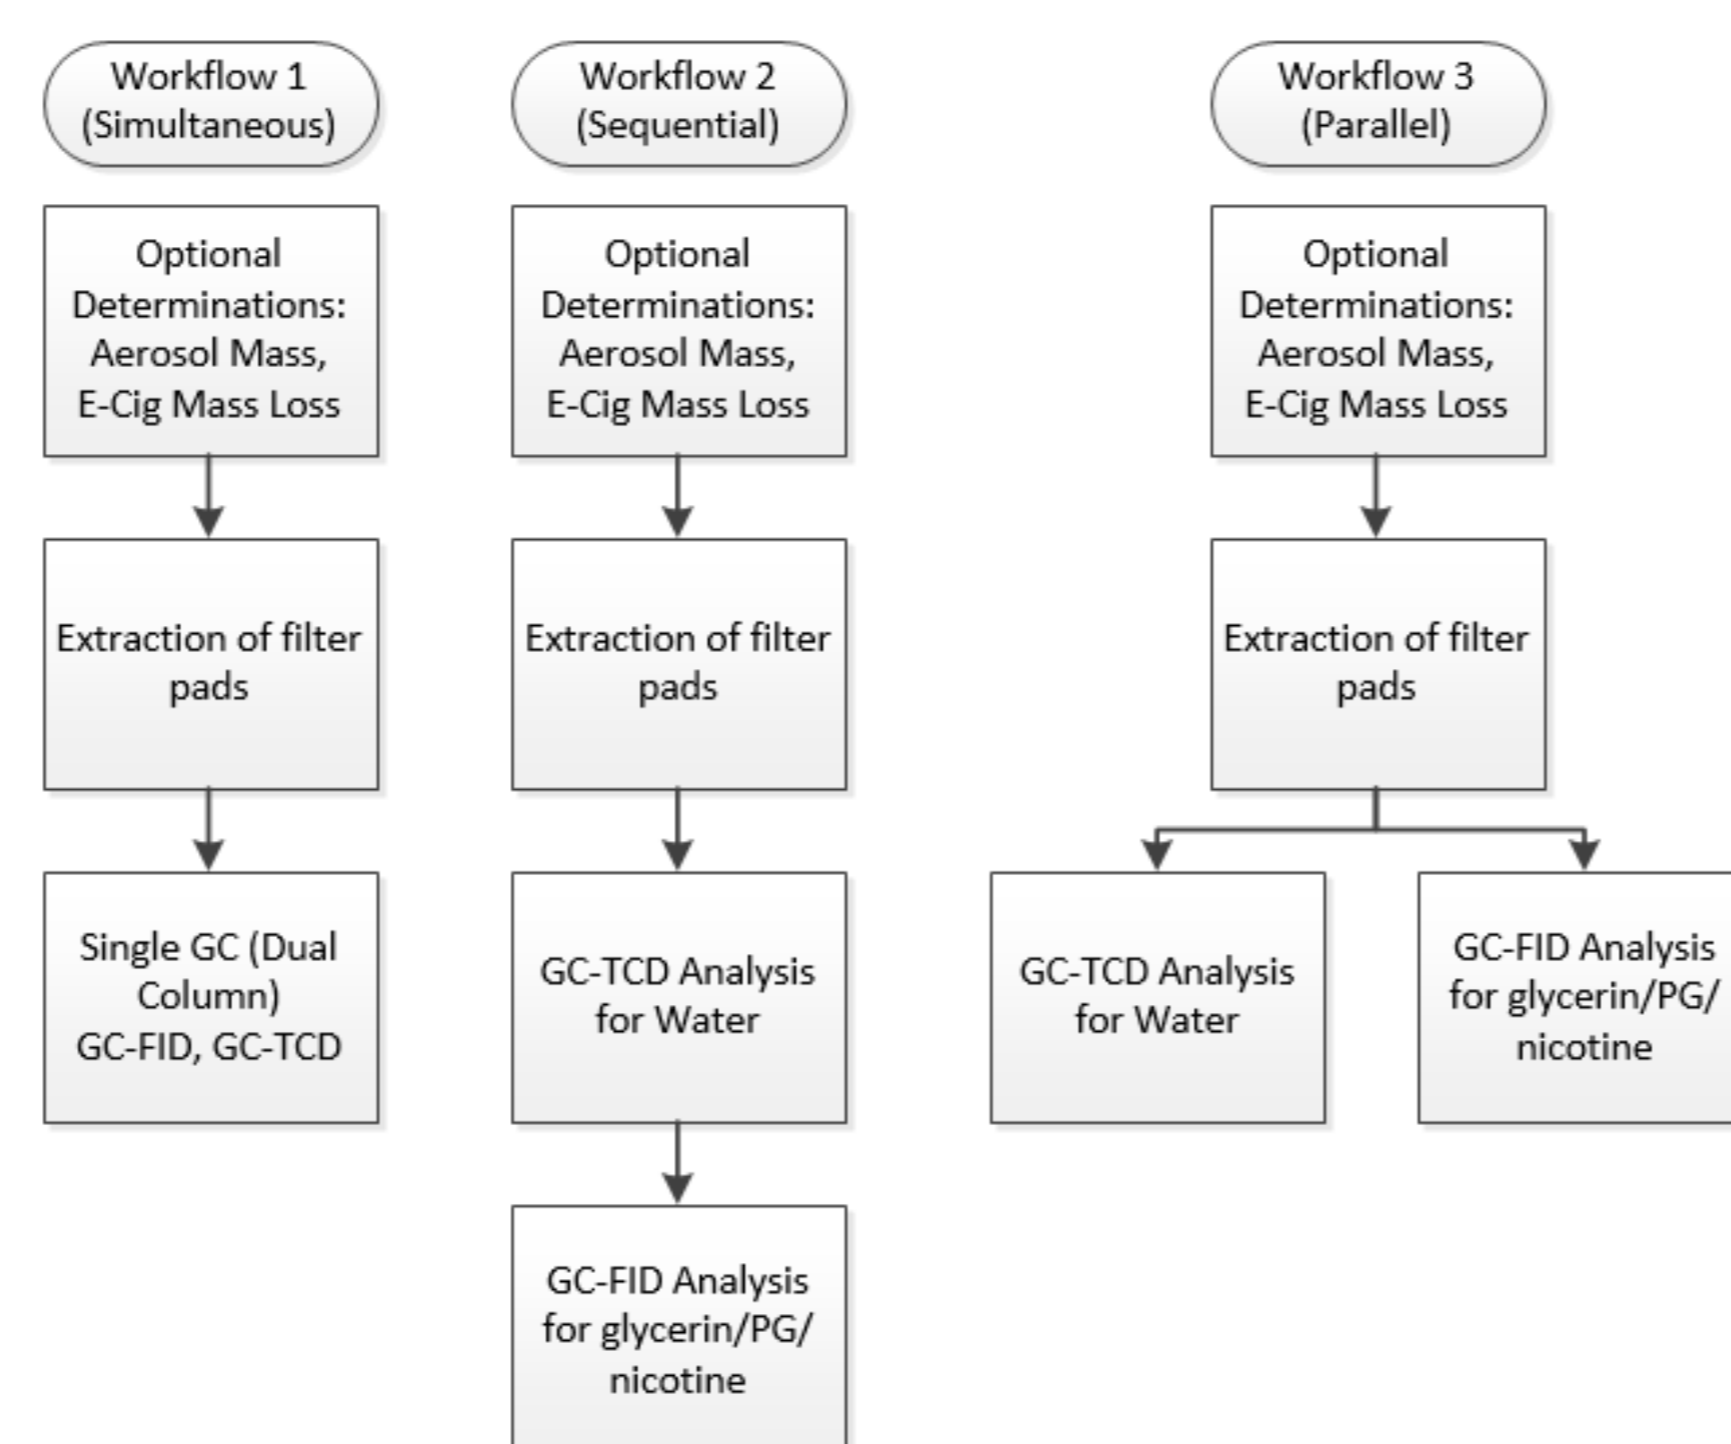 Workflow 1
(Simultaneous)
Optional
Determinations:
Aerosol Mass,
E-Cig Mass Loss
Extraction of filter
pads
Single GC (Dual
Column)
GC-FID, GC-TCD
Workflow 2
(Sequential)
Optional
Determinations:
Aerosol Mass,
E-Cig Mass Loss
Extraction of filter
pads
GC-TCD Analysis
for Water
GC-FID Analysis
for glycerin/PG/
nicotine
Workflow 3
(Parallel)
Optional
Determinations:
Aerosol Mass,
E-Cig Mass Loss
Extraction of filter
pads
GC-TCD Analysis
for Water
GC-FID Analysis
for glycerin/PG/
nicotine